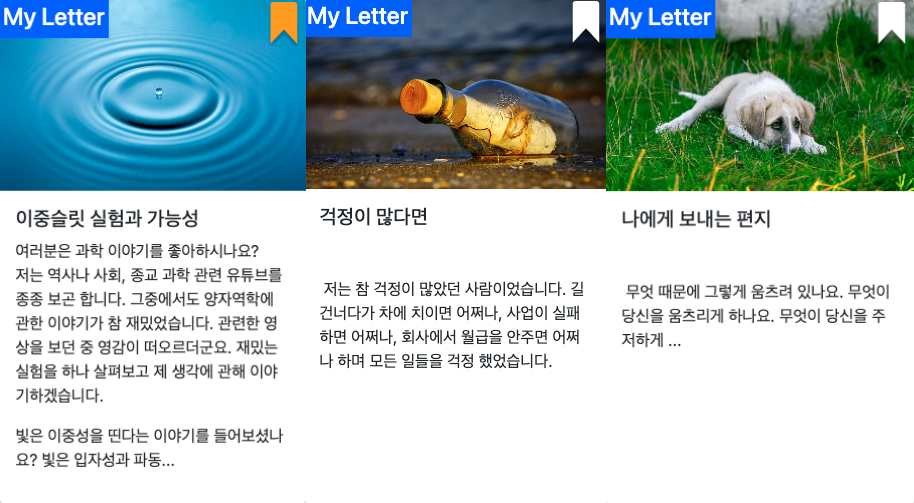 My Letter
이중슬릿 실험과 가능성
여러분은 과학 이야기를 좋아하시나요?
저는 역사나 사회, 종교 과학 관련 유튜브를
종종 보곤 합니다. 그중에서도 양자역학에
관한 이야기가 참 재밌었습니다. 관련한 영
상을 보던 중 영감이 떠오르더군요. 재밌는
실험을 하나 살펴보고 제 생각에 관해 이야
기하겠습니다.
빛은 이중성을 띤다는 이야기를 들어보셨나
요? 빛은 입자성과 파동...
My Letter
걱정이 많다면
저는 참 걱정이 많았던 사람이었습니다. 길
건너다가 차에 치이면 어쩌나, 사업이 실패
하면 어쩌나, 회사에서 월급을 안주면 어쩌
나 하며 모든 일들을 걱정 했었습니다.
My Letter
나에게 보내는 편지
무엇 때문에 그렇게 움츠려 있나요. 무엇이
당신을 움츠리게 하나요. 무엇이 당신을 주
저하게 ...